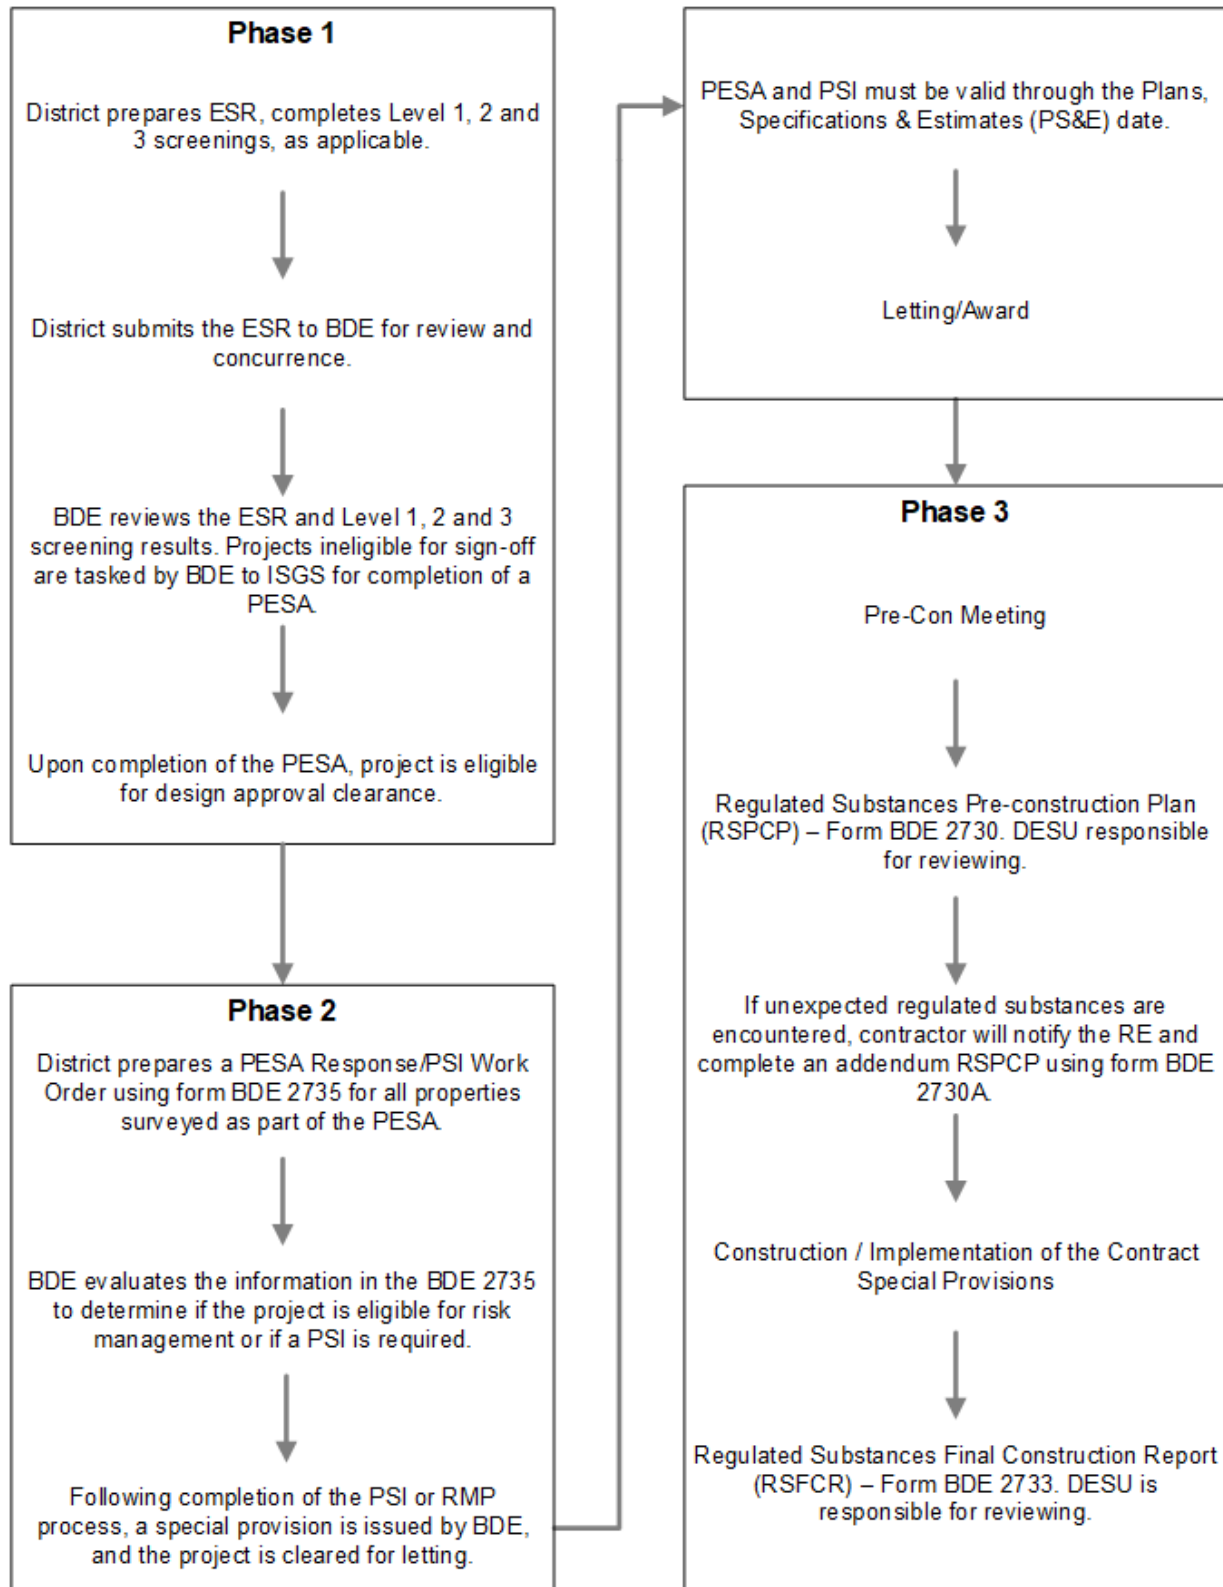 Phase 1
District prepares ESR, completes Level 1, 2 and
3 screenings, as applicable.
District submits the ESR to BDE for review and
concurrence.
BDE reviews the ESR and Level 1, 2 and 3
screening results. Projects ineligible for sign-off
are tasked by BDE to ISGS for completion of a
PESA.
Upon completion of the PESA, project is eligible
for design approval clearance.
Phase 2
District prepares a PESA Response/PSI Work
Order using form BDE 2735 for all properties
surveyed as part of the PESA.
BDE evaluates the information in the BDE 2735
to determine if the project is eligible for risk
management or if a PSI is required.
Following completion of the PSI or RMP
process, a special provision is issued by BDE,
and the project is cleared for letting.
PESA and PSI must be valid through the Plans,
Specifications & Estimates (PS&E) date.
Letting/Award
Phase 3
Pre-Con Meeting
Regulated Substances Pre-construction Plan
(RSPCP) – Form BDE 2730. DESU responsible
for reviewing.
If unexpected regulated substances are
encountered, contractor will notify the RE and
complete an addendum RSPCP using form BDE
2730A.
Construction / Implementation of the Contract
Special Provisions
Regulated Substances Final Construction Report
(RSFCR) – Form BDE 2733. DESU is
responsible for reviewing.